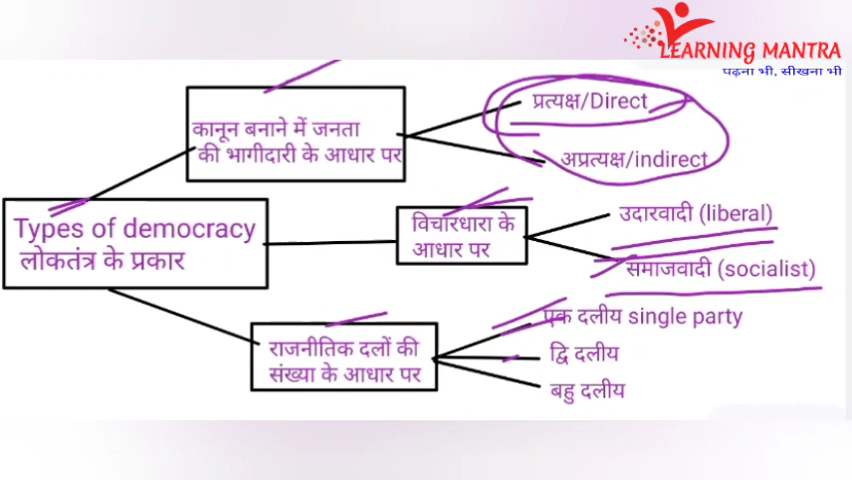 LEARNING MANTRA
पढ़ना भी, सीखना भी
कानून बनाने में जनता
की भागीदारी के आधार पर
प्रत्यक्ष/Direct
अप्रत्यक्ष/indirect
Types of democracy
लोकतंत्र के प्रकार
विचारधारा के
आधार पर
उदारवादी (liberal)
समाजवादी (socialist)
राजनीतिक दलों की
संख्या के आधार पर
एक दलीय single party
द्वि दलीय
बहु दलीय